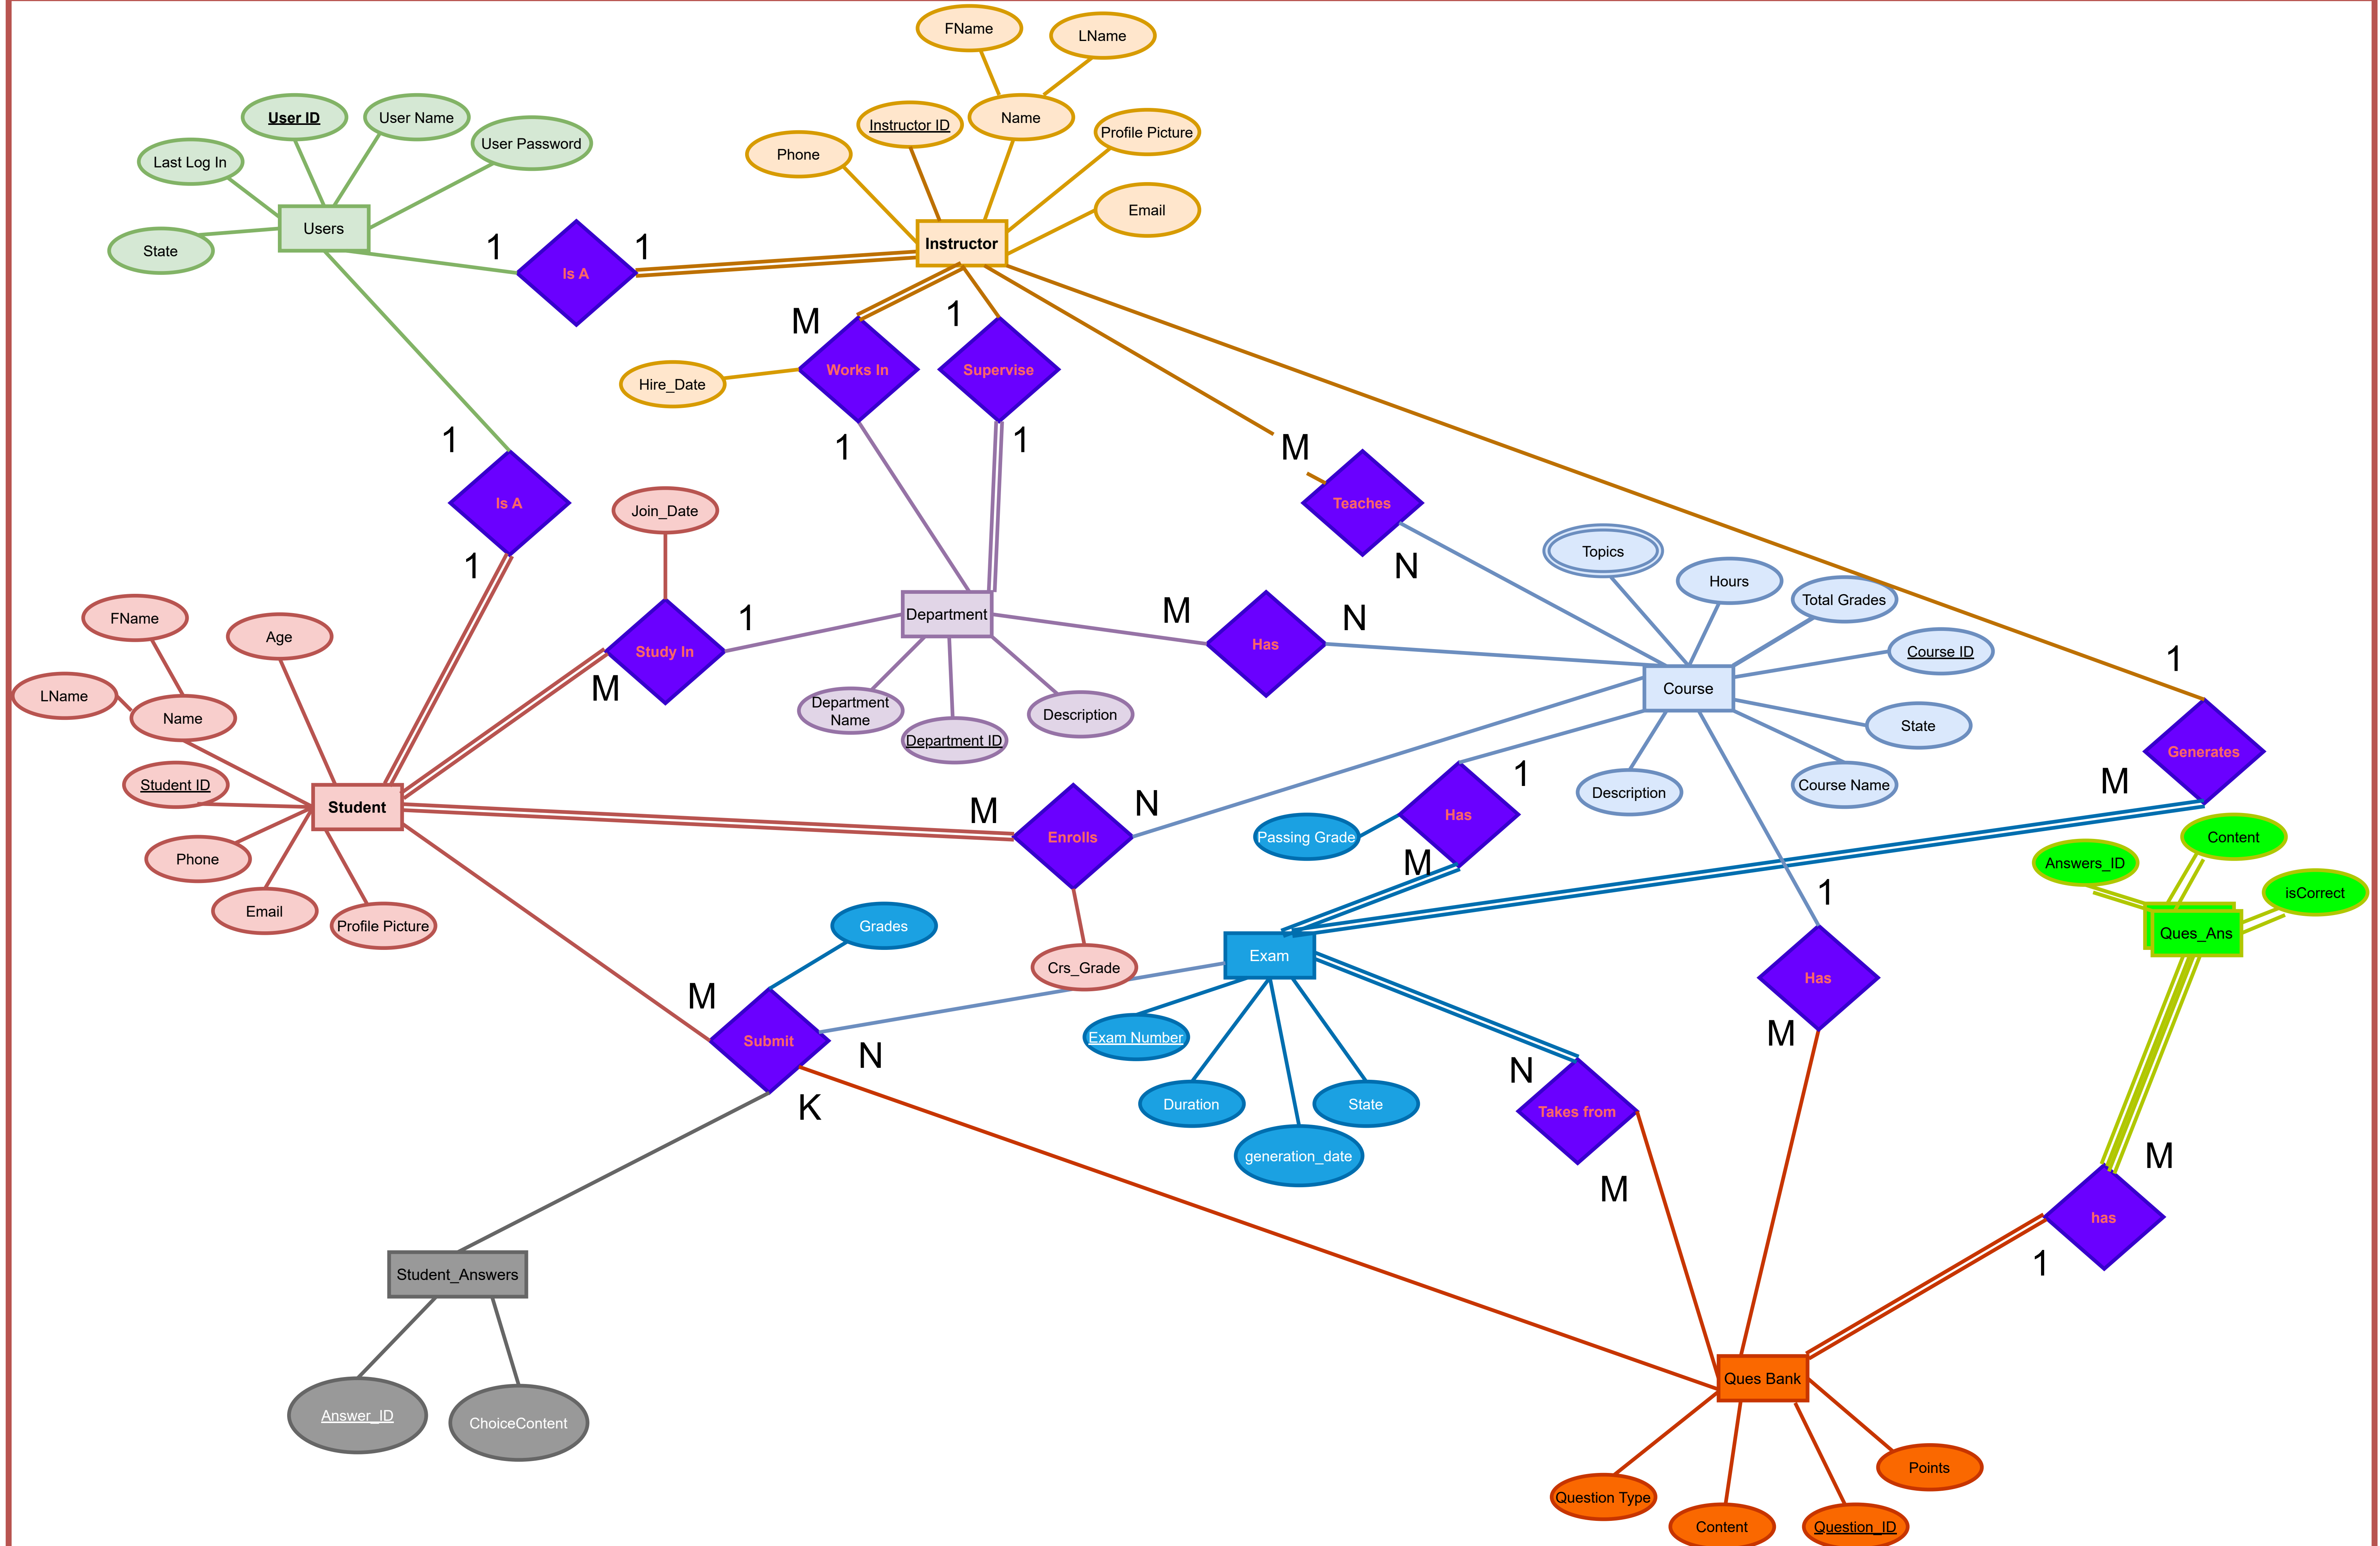 FName
LName
User ID
User Name
Instructor ID
Name
Profile Picture
User Password
Last Log In
Phone
Email
Users
State
Instructor
1
1
Is A
M
1
Works In
Supervise
Hire_Date
1
1
1
M
Is A
Join_Date
Teaches
1
N
Topics
Hours
Total Grades
FName
Age
1
Department
M
N
Study In
Has
Course ID
1
LName
Name
M
Department
Name
Description
Department ID
Course
State
Generates
Student ID
Student
M
N
Enrolls
1
Has
Description
Course Name
M
Passing Grade
M
Content
Phone
Answers_ID
isCorrect
Email
Profile Picture
Grades
1
Ques_Ans
Crs_Grade
Exam
Has
M
Submit
N
Exam Number
M
K
Duration
State
N
Takes from
generation_date
M
M
has
1
Student_Answers
Ques Bank
Answer_ID
ChoiceContent
Points
Question Type
Content
Question_ID